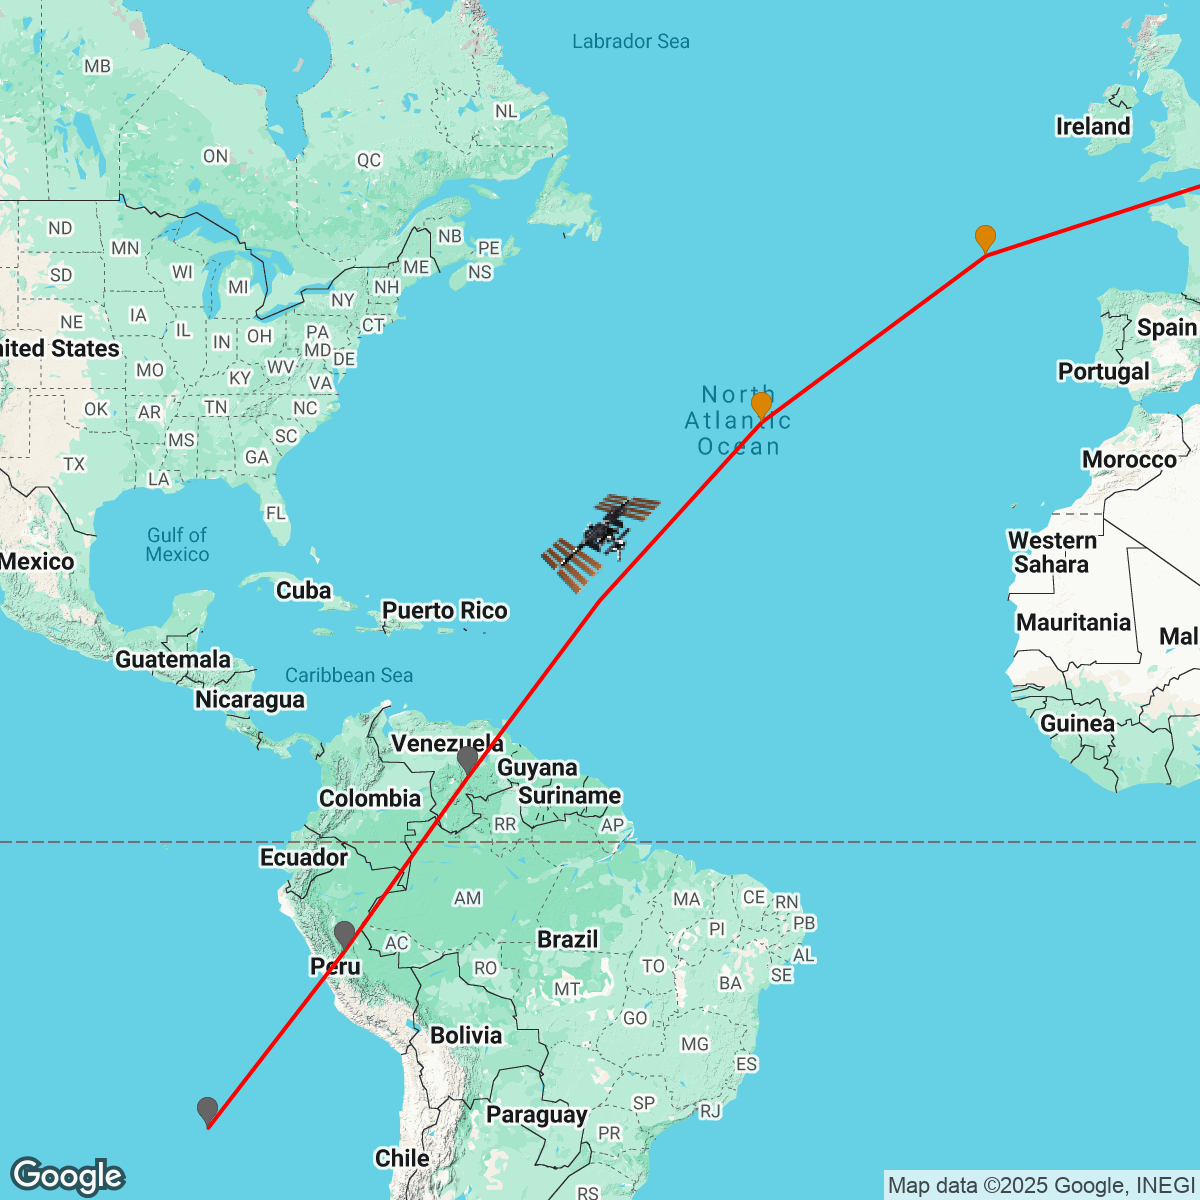 Labrador Sea
MB
NL
Ireland
ON
QC
ND
MN
NB
PE
SD
WI
MI
ME
NS
NH
NY
NE
IA
IL
IN
OH
PA
CT
Spain
ited States
MD
DE
MO
WV
Portugal
KY
VA
North
OK
AR
TN
NC
Atlantic
MS
SC
Ocean
TX
GA
Morocco
LA
FL
Gulf of
Mexico
Western
Sahara
Mexico
Cuba
Puerto Rico
Mauritania
Mal
Guatemala
Caribbean Sea
Nicaragua
Guinea
Venezuela
Guyana
Colombia
Suriname
RR
AP
Ecuador
AM
MA
CE
RN
PI
PB
AC
Brazil
Peru
RO
TO
AL
SE
MT
BA
GO
Bolivia
MG
ES
SP
RJ
Paraguay
PR
Chile
RS
Google
Map data ©2025 Google, INEGI